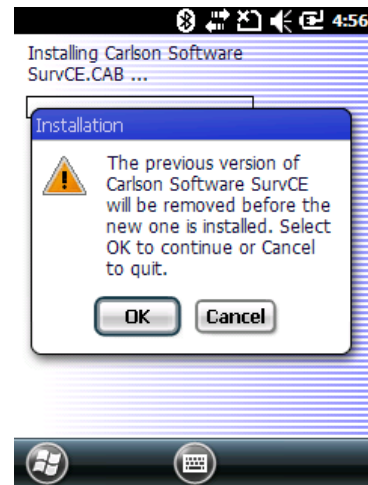 4:56
Installing Carlson Software
SurvCE.CAB ...
Installation
The previous version of
Carlson Software SurvCE
will be removed before the
new one is installed. Select
OK to continue or Cancel
to quit.
OK Cancel